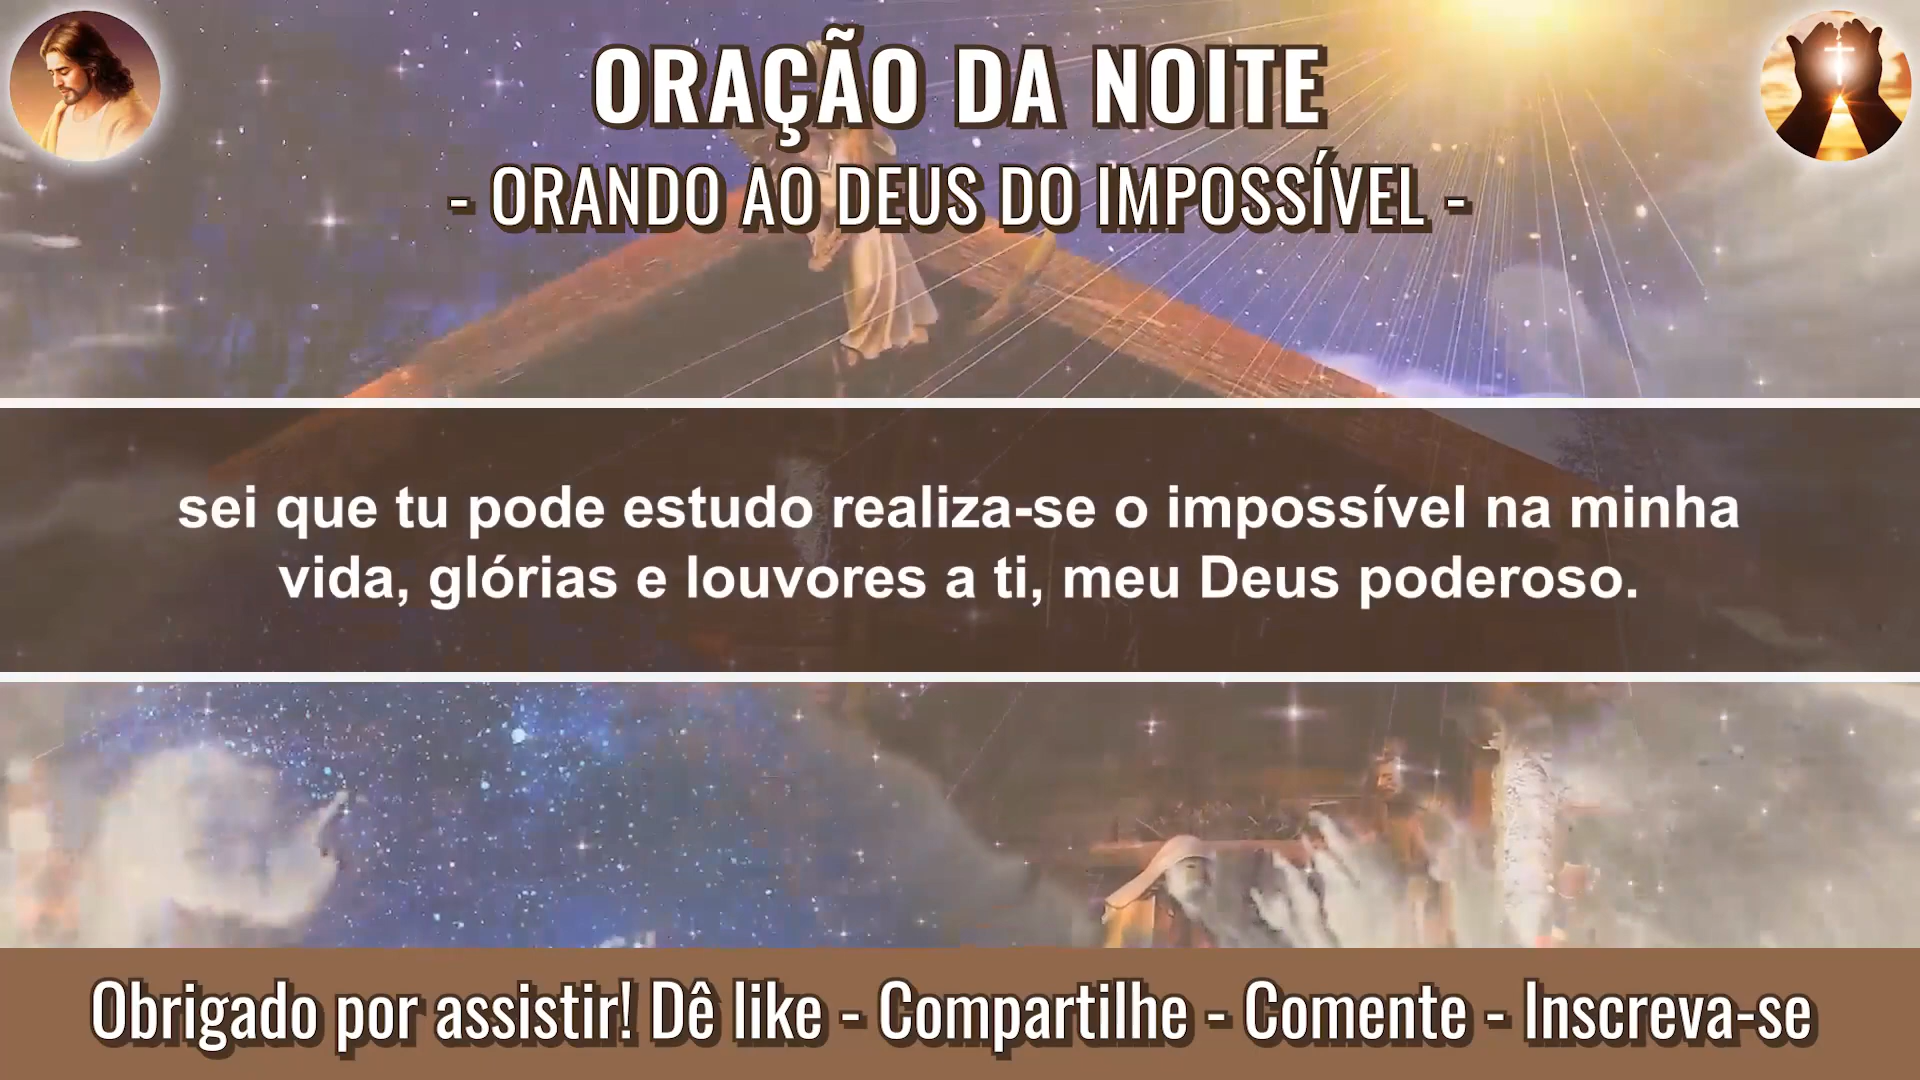 ORAÇÃO DA NOITE
- ORANDO AO DEUS DO IMPOSSÍVEL -
sei que tu pode estudo realiza-se o impossível na minha
vida, glórias e louvores a ti, meu Deus poderoso.
Obrigado por assistir! Dê like - Compartilhe - Comente - Inscreva-se